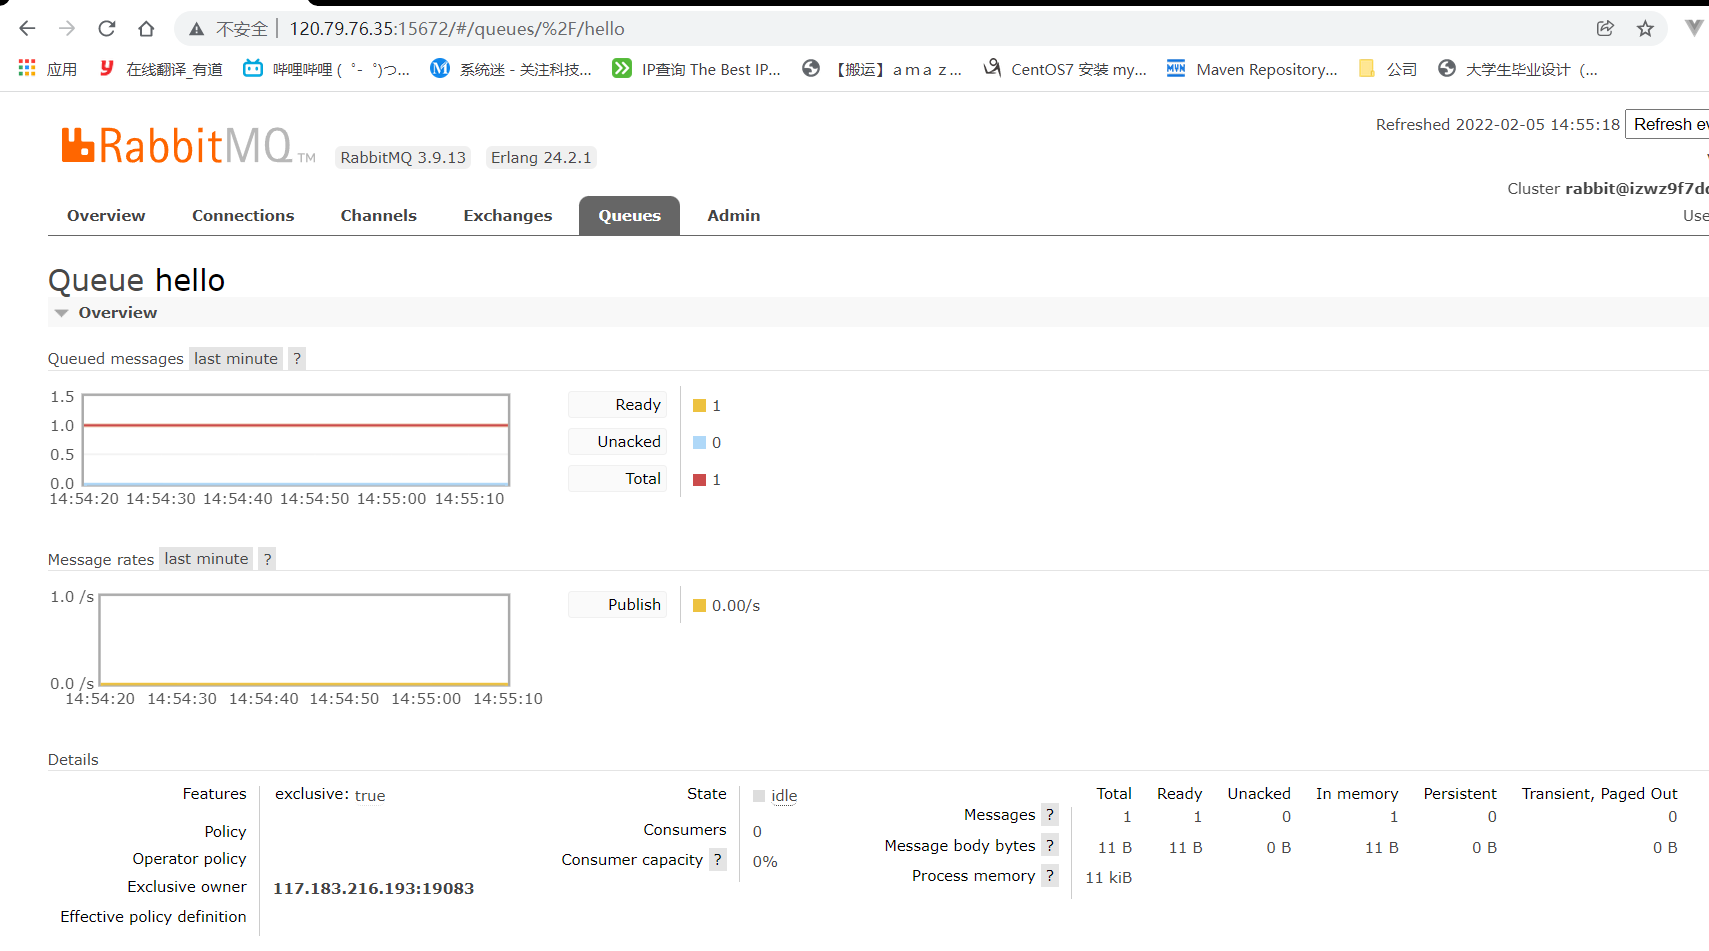 不安全 120.79.76.35:15672/#/queues/%2F/hello
应用 在线翻译_有道 哔哩哔哩 (゜-゜)つ... 系统迷 - 关注科技... IP查询 The Best IP... 【搬运】ａｍａｚ... CentOS7 安装 my... Maven Repository... 公司 大学生毕业设计（...
Refreshed 2022-02-05 14:55:18 Refresh ev
RabbitMQ TM RabbitMQ 3.9.13 Erlang 24.2.1
Cluster rabbit@izwz9f7d
Overview Connections Channels Exchanges Queues Admin Use
Queue hello
Overview
Queued messages last minute ?
1.5
1.0
0.5
0.0
14:54:20 14:54:30 14:54:40 14:54:50 14:55:00 14:55:10
Ready 1
Unacked 0
Total 1
Message rates last minute ?
1.0 /s
0.0 /s
14:54:20 14:54:30 14:54:40 14:54:50 14:55:00 14:55:10
Publish 0.00/s
Details
Features exclusive: true
Policy
Operator policy
Exclusive owner 117.183.216.193:19083
Effective policy definition
State idle
Consumers 0
Consumer capacity ? 0%
Total Ready Unacked In memory Persistent Transient, Paged Out
Messages ? 1 1 0 1 0 0
Message body bytes ? 11 B 11 B 0 B 11 B 0 B 0 B
Process memory ? 11 kiB